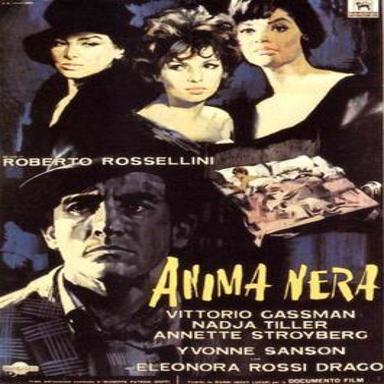 ROBERTO ROSSELLINI
ANIMA NERA
VITTORIO GASSMAN
NADJA TILLER
ANNETTE STROYBERG
YVONNE SANSON
ELEONORA ROSSI DRAGO
DOCUMENTO FILM